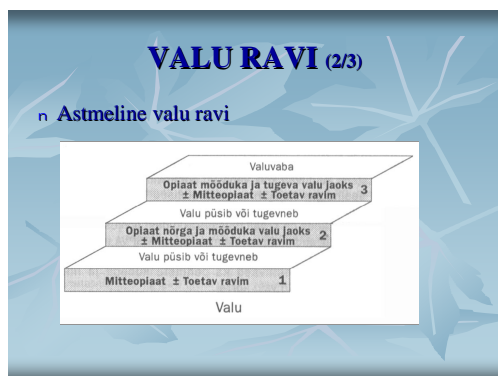 VALU RAVI (2/3)
n Astmeline valu ravi
Valuvaba
Opiaat mõõduka ja tugeva valu jaoks
± Mitteopiaat ± Toetav ravim 3
Valu püsib või tugevneb
Opiaat nõrga ja mõõduka valu jaoks
± Mitteopiaat ± Toetav ravim 2
Valu püsib või tugevneb
Mitteopiaat ± Toetav ravim 1
Valu